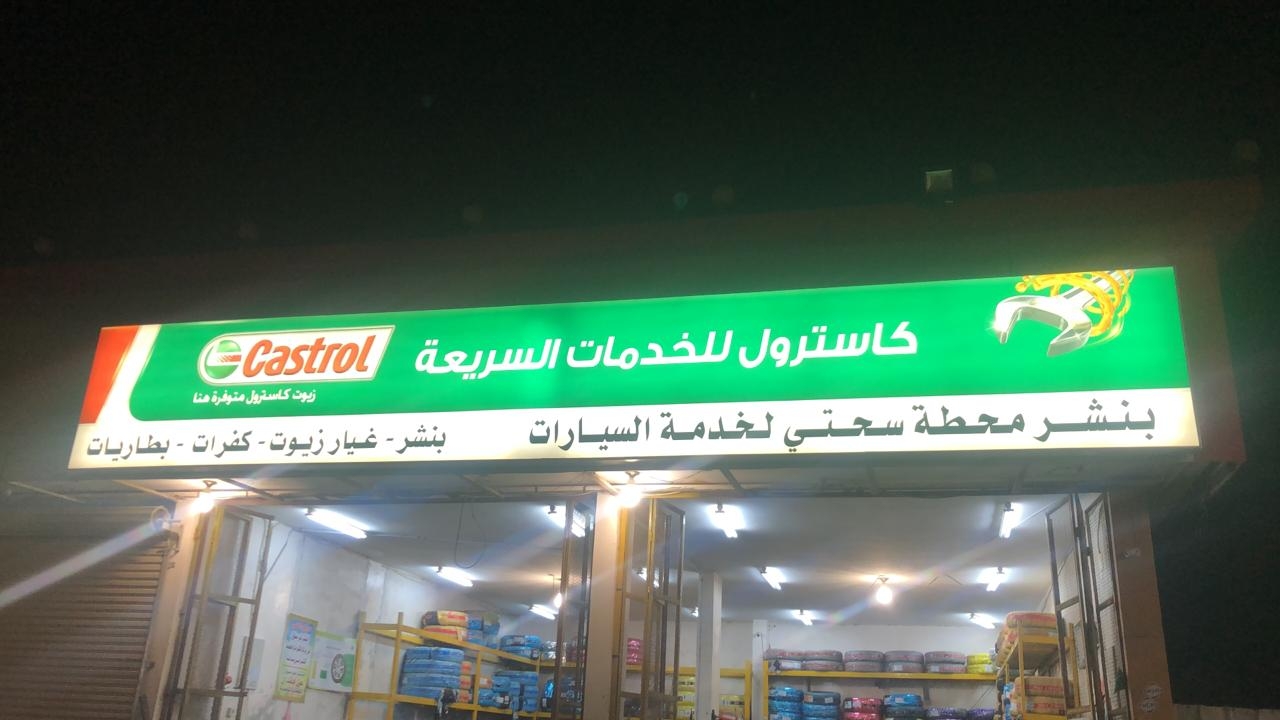 كاسترول للخدمات السريعة
Castrol
زيوت كاسترول متوفرة هنا
بنشر محطة سحتي لخدمة السيارات
بنشر - غيار زيوت - كفرات - بطاريات